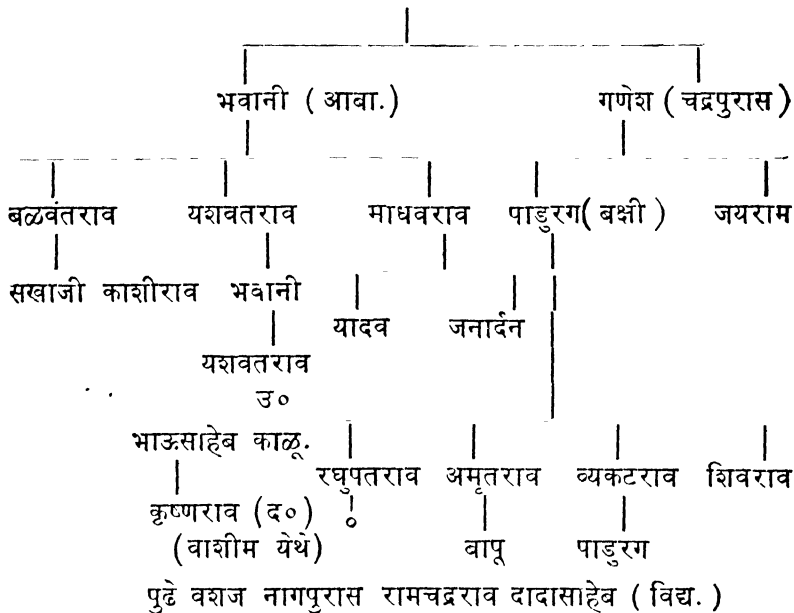 भवानी (आबा.) गणेश (चद्रपुरास)
बळवंतराव यशवतराव माधवराव पाडुरग (बक्षी) जयराम
सखाजी काशीराव भवानी
यादव जनार्दन
यशवतराव
उ०
भाऊसाहेब काळू.
रघुपतराव अमृतराव व्यकटराव शिवराव
कृष्णराव (द०)
(वाशीम येथे) बापू पाडुरग
पुढे वशज नागपुरास रामचद्रराव दादासाहेब (विद्य.)